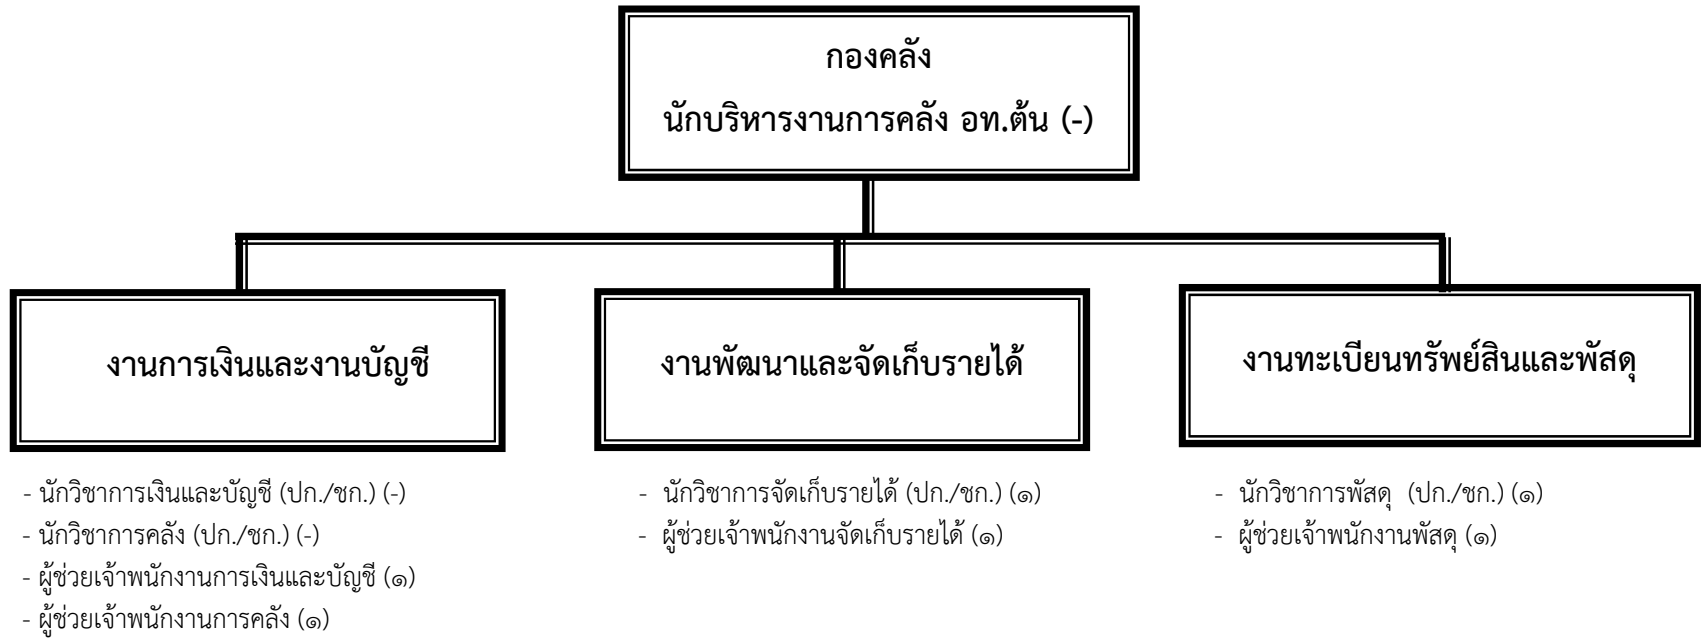 กองคลัง
นักบริหารงานการคลัง อท.ต้น (-)
งานการเงินและงานบัญชี
- นักวิชาการเงินและบัญชี (ปก./ชก.) (-)
- นักวิชาการคลัง (ปก./ชก.) (-)
- ผู้ช่วยเจ้าพนักงานการเงินและบัญชี (๑)
- ผู้ช่วยเจ้าพนักงานการคลัง (๑)
งานพัฒนาและจัดเก็บรายได้
- นักวิชาการจัดเก็บรายได้ (ปก./ชก.) (๑)
- ผู้ช่วยเจ้าพนักงานจัดเก็บรายได้ (๑)
งานทะเบียนทรัพย์สินและพัสดุ
- นักวิชาการพัสดุ (ปก./ชก.) (๑)
- ผู้ช่วยเจ้าพนักงานพัสดุ (๑)